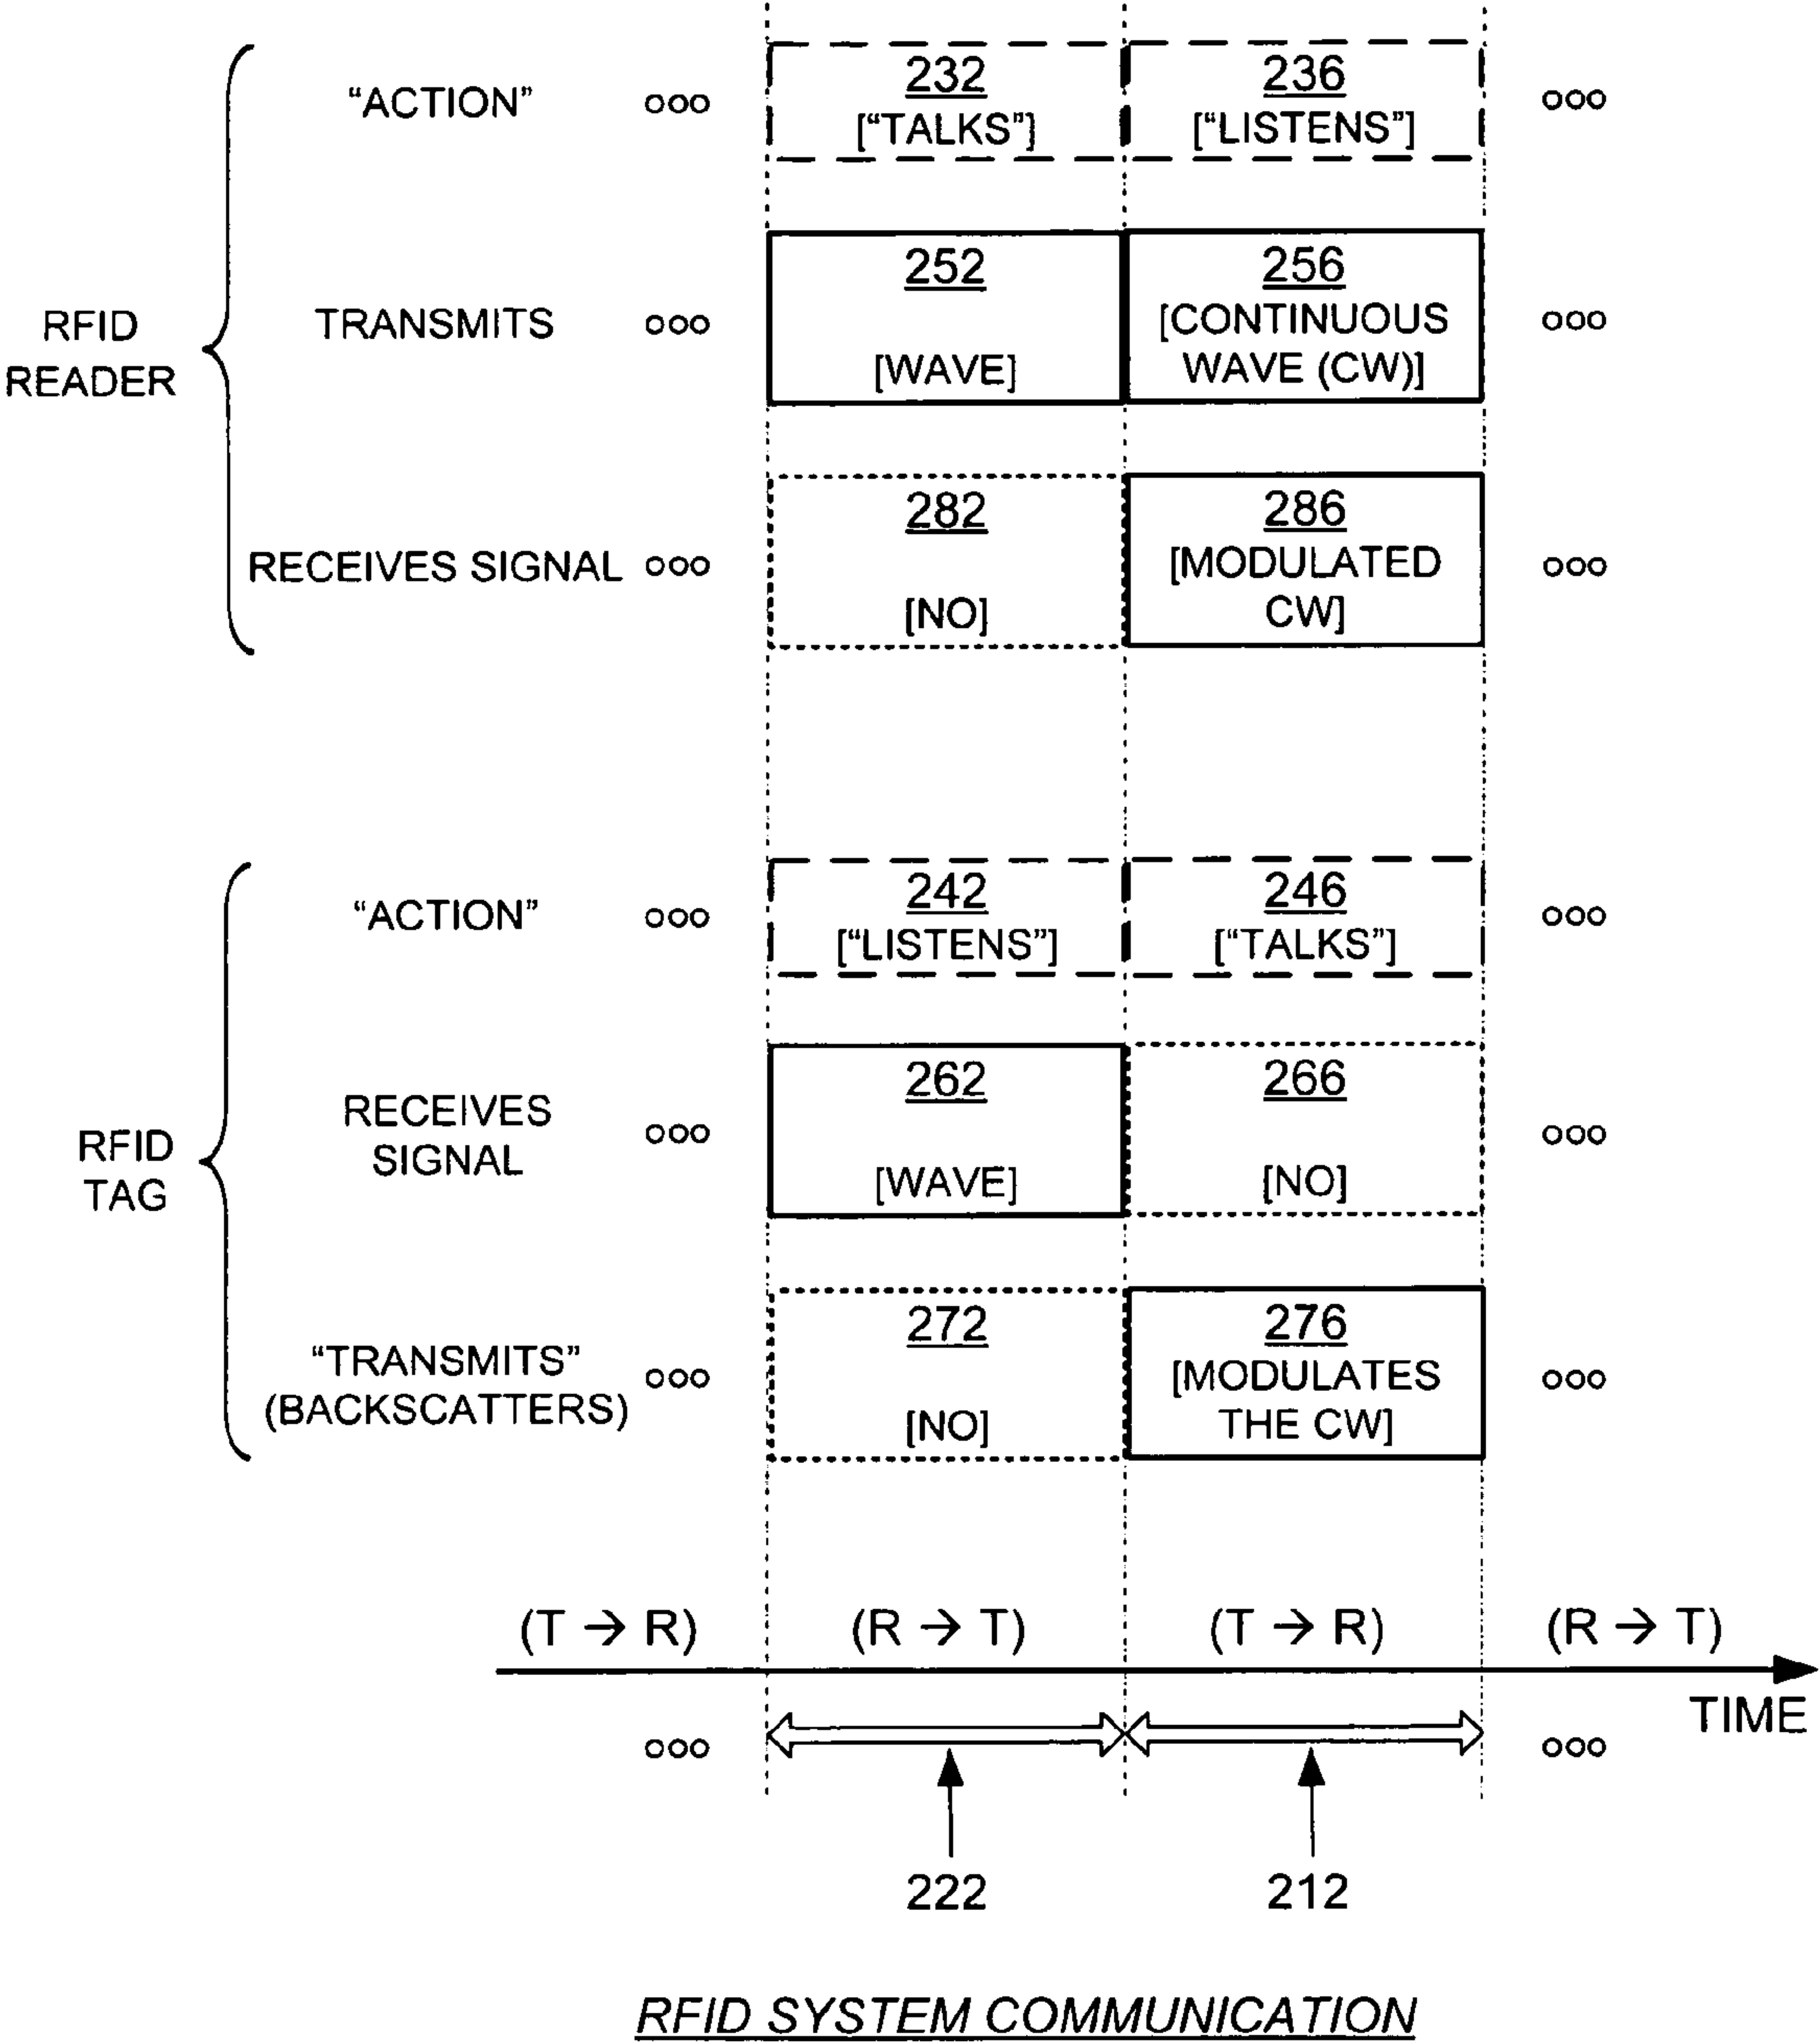 232
236
“ACTION” ooo ooo
[“TALKS”]
[“LISTENS”]
252
256
RFID
READER
TRANSMITS ooo ooo
[WAVE]
[CONTINUOUS
WAVE (CW)]
282
286
RECEIVES SIGNAL ooo ooo
[NO]
[MODULATED
CW]
242
246
“ACTION” ooo ooo
[“LISTENS”]
[“TALKS”]
262
266
RFID
TAG
RECEIVES
SIGNAL
ooo ooo
[WAVE]
[NO]
272
276
“TRANSMITS”
(BACKSCATTERS)
ooo ooo
[NO]
[MODULATES
THE CW]
(T → R) (R → T) (T → R) (R → T)
TIME
ooo ooo
222 212
RFID SYSTEM COMMUNICATION